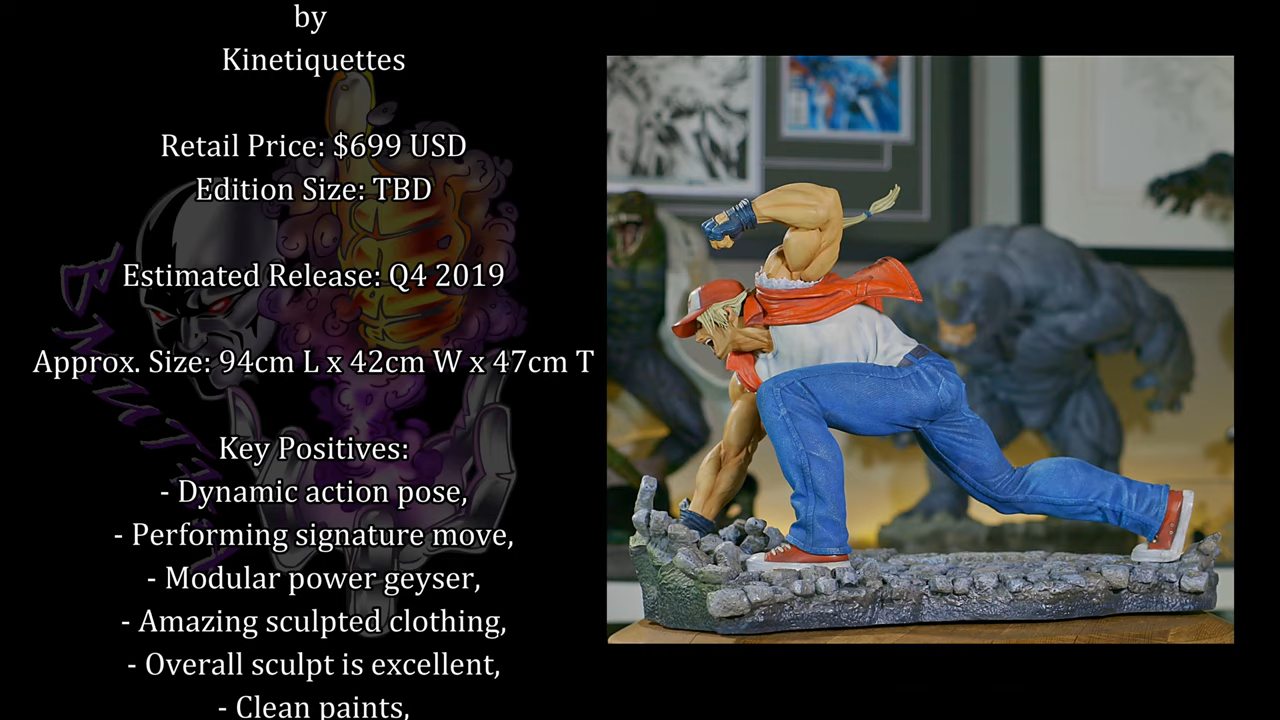 by
Kinetiquettes
Retail Price: $699 USD
Edition Size: TBD
Estimated Release: Q4 2019
Approx. Size: 94cm L x 42cm W x 47cm T
Key Positives:
- Dynamic action pose,
- Performing signature move,
- Modular power geyser,
- Amazing sculpted clothing,
- Overall sculpt is excellent,
- Clean paints,